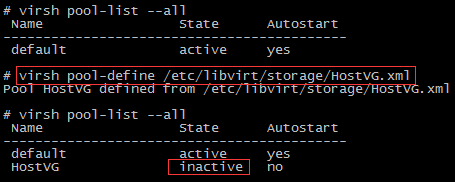 # virsh pool-list --all
Name State Autostart
-------------------------------------------
default active yes
# virsh pool-define /etc/libvirt/storage/HostVG.xml
Pool HostVG defined from /etc/libvirt/storage/HostVG.xml
# virsh pool-list --all
Name State Autostart
-------------------------------------------
default active yes
HostVG inactive no